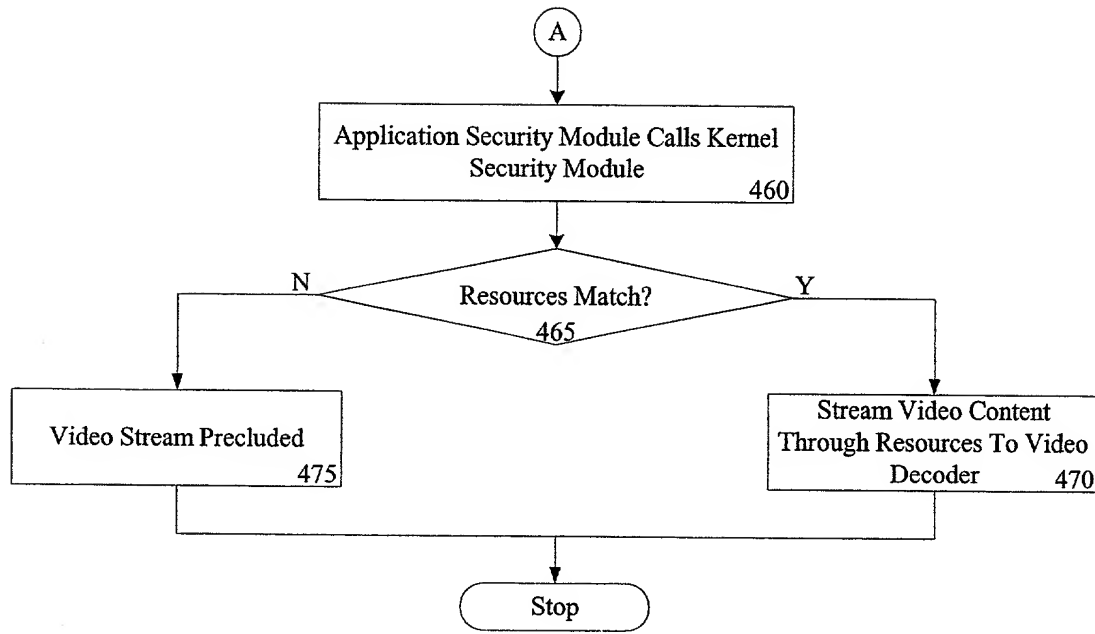 A
Application Security Module Calls Kernel
Security Module
460
N
Resources Match?
Y
465
Video Stream Precluded
475
Stream Video Content
Through Resources To Video
Decoder
470
Stop